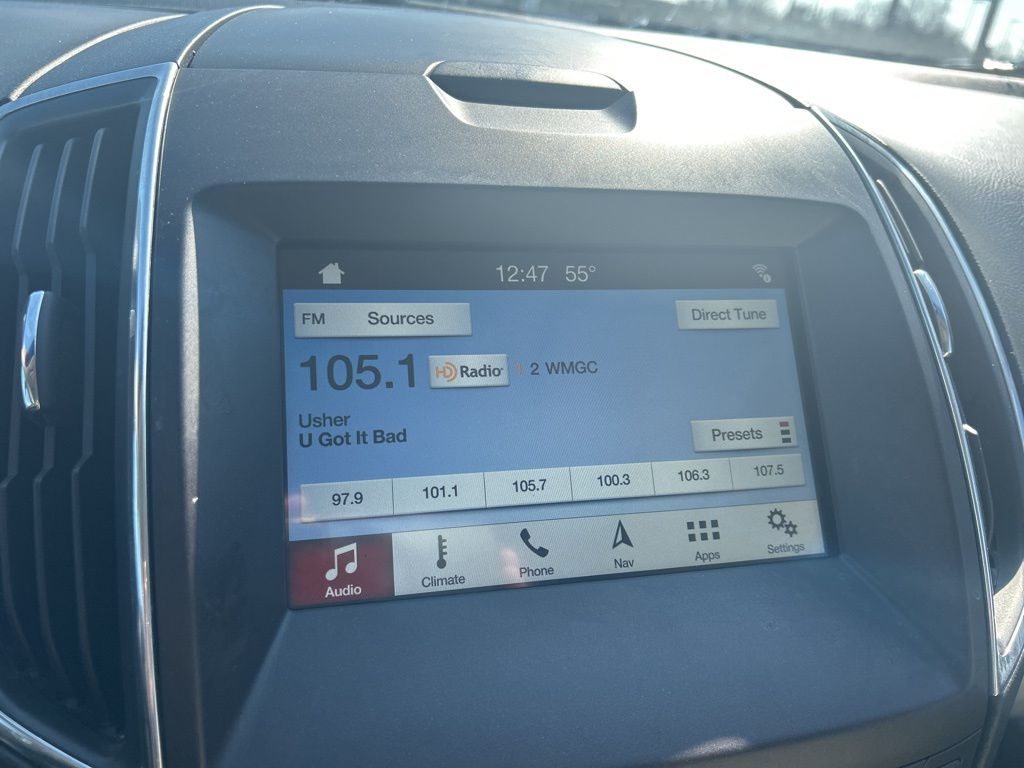 12:47 55°
FM Sources
Direct Tune
105.1 HD Radio 1 2 WMGC
Usher
U Got It Bad
Presets
97.9 101.1 105.7 100.3 106.3 107.5
Audio Climate Phone Nav Apps Settings